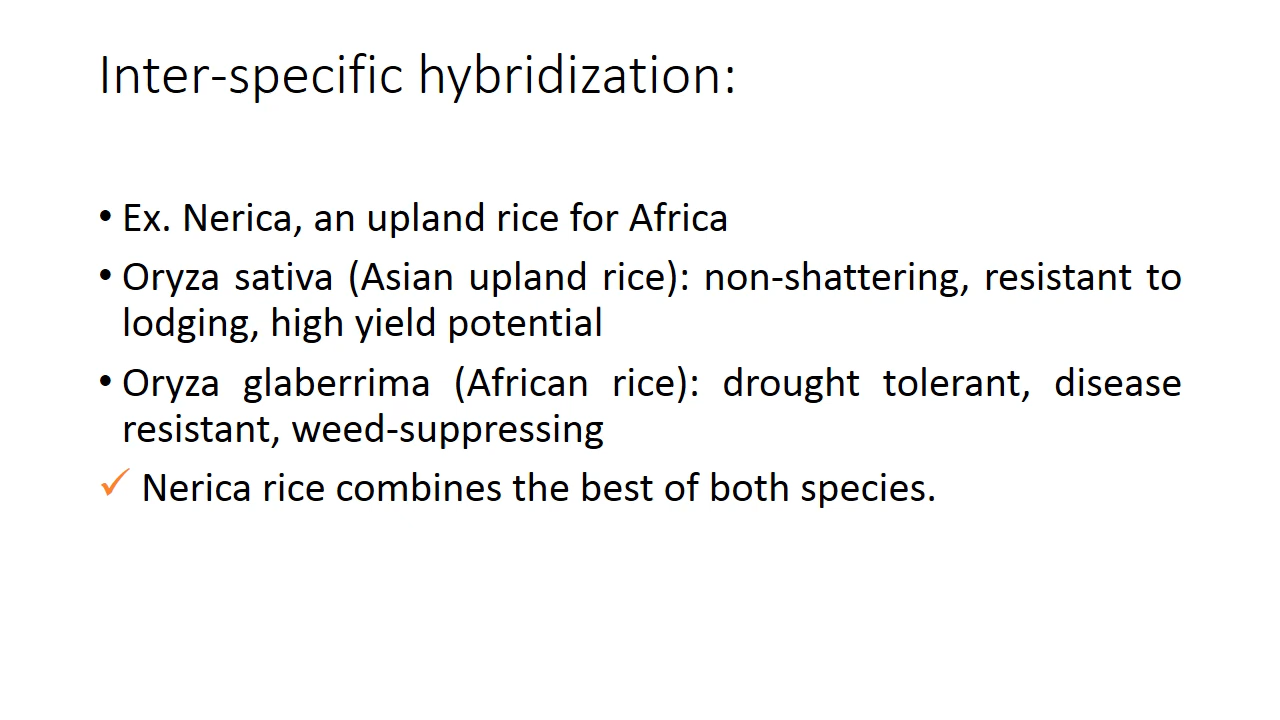 Inter-specific hybridization:
• Ex. Nerica, an upland rice for Africa
• Oryza sativa (Asian upland rice): non-shattering, resistant to
lodging, high yield potential
• Oryza glaberrima (African rice): drought tolerant, disease
resistant, weed-suppressing
✓ Nerica rice combines the best of both species.